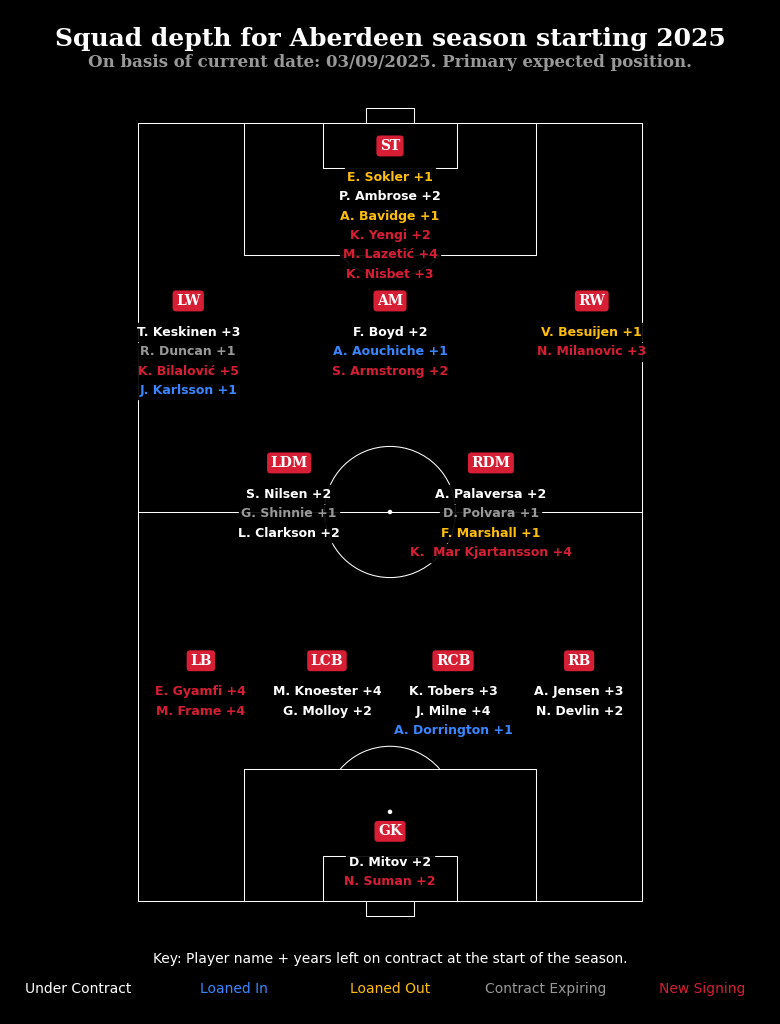 Squad depth for Aberdeen season starting 2025
On basis of current date: 03/09/2025. Primary expected position.
ST
E. Sokler +1
P. Ambrose +2
A. Bavidge +1
K. Yengi +2
M. Lazetić +4
K. Nisbet +3
LW
T. Keskinen +3
R. Duncan +1
K. Bilalović +5
J. Karlsson +1
AM
F. Boyd +2
A. Aouchiche +1
S. Armstrong +2
RW
V. Besuijen +1
N. Milanovic +3
LDM
S. Nilsen +2
G. Shinnie +1
L. Clarkson +2
RDM
A. Palaversa +2
D. Polvara +1
F. Marshall +1
K.  Mar Kjartansson +4
LB
E. Gyamfi +4
M. Frame +4
LCB
M. Knoester +4
G. Molloy +2
RCB
K. Tobers +3
J. Milne +4
A. Dorrington +1
RB
A. Jensen +3
N. Devlin +2
GK
D. Mitov +2
N. Suman +2
Key: Player name + years left on contract at the start of the season.
Under Contract
Loaned In
Loaned Out
Contract Expiring
New Signing